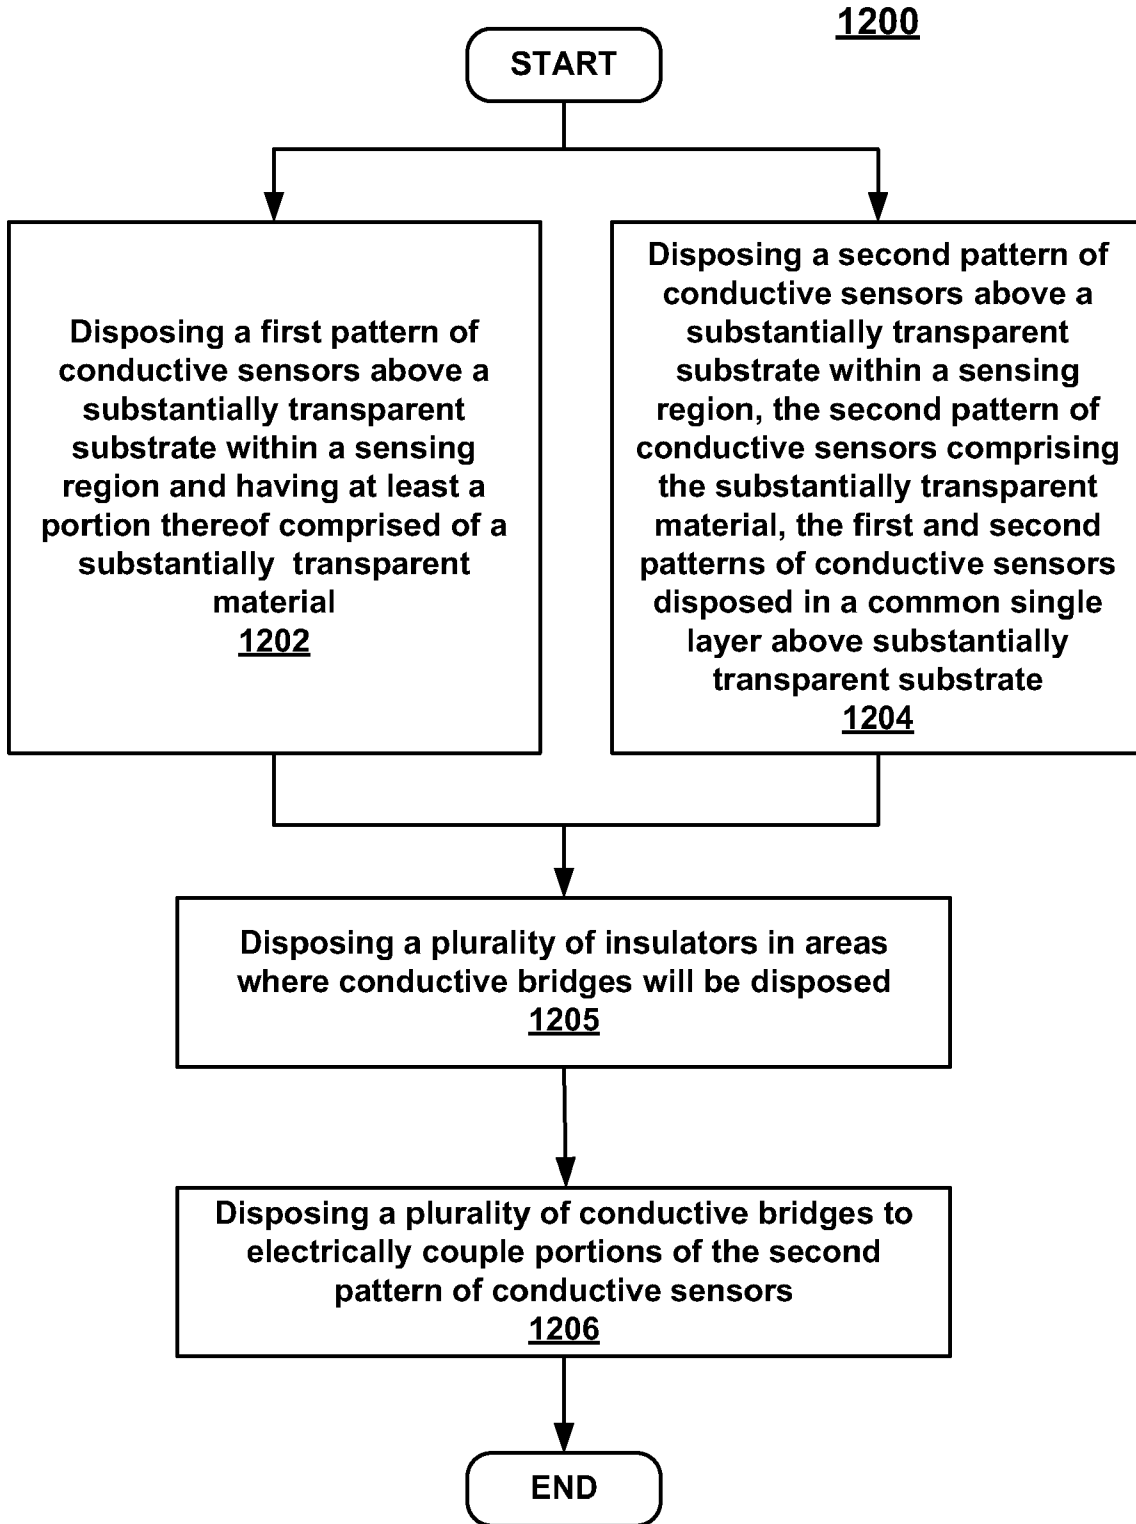 1200
START
Disposing a first pattern of
conductive sensors above a
substantially transparent
substrate within a sensing
region and having at least a
portion thereof comprised of a
substantially transparent
material
1202
Disposing a second pattern of
conductive sensors above a
substantially transparent
substrate within a sensing
region, the second pattern of
conductive sensors comprising
the substantially transparent
material, the first and second
patterns of conductive sensors
disposed in a common single
layer above substantially
transparent substrate
1204
Disposing a plurality of insulators in areas
where conductive bridges will be disposed
1205
Disposing a plurality of conductive bridges to
electrically couple portions of the second
pattern of conductive sensors
1206
END